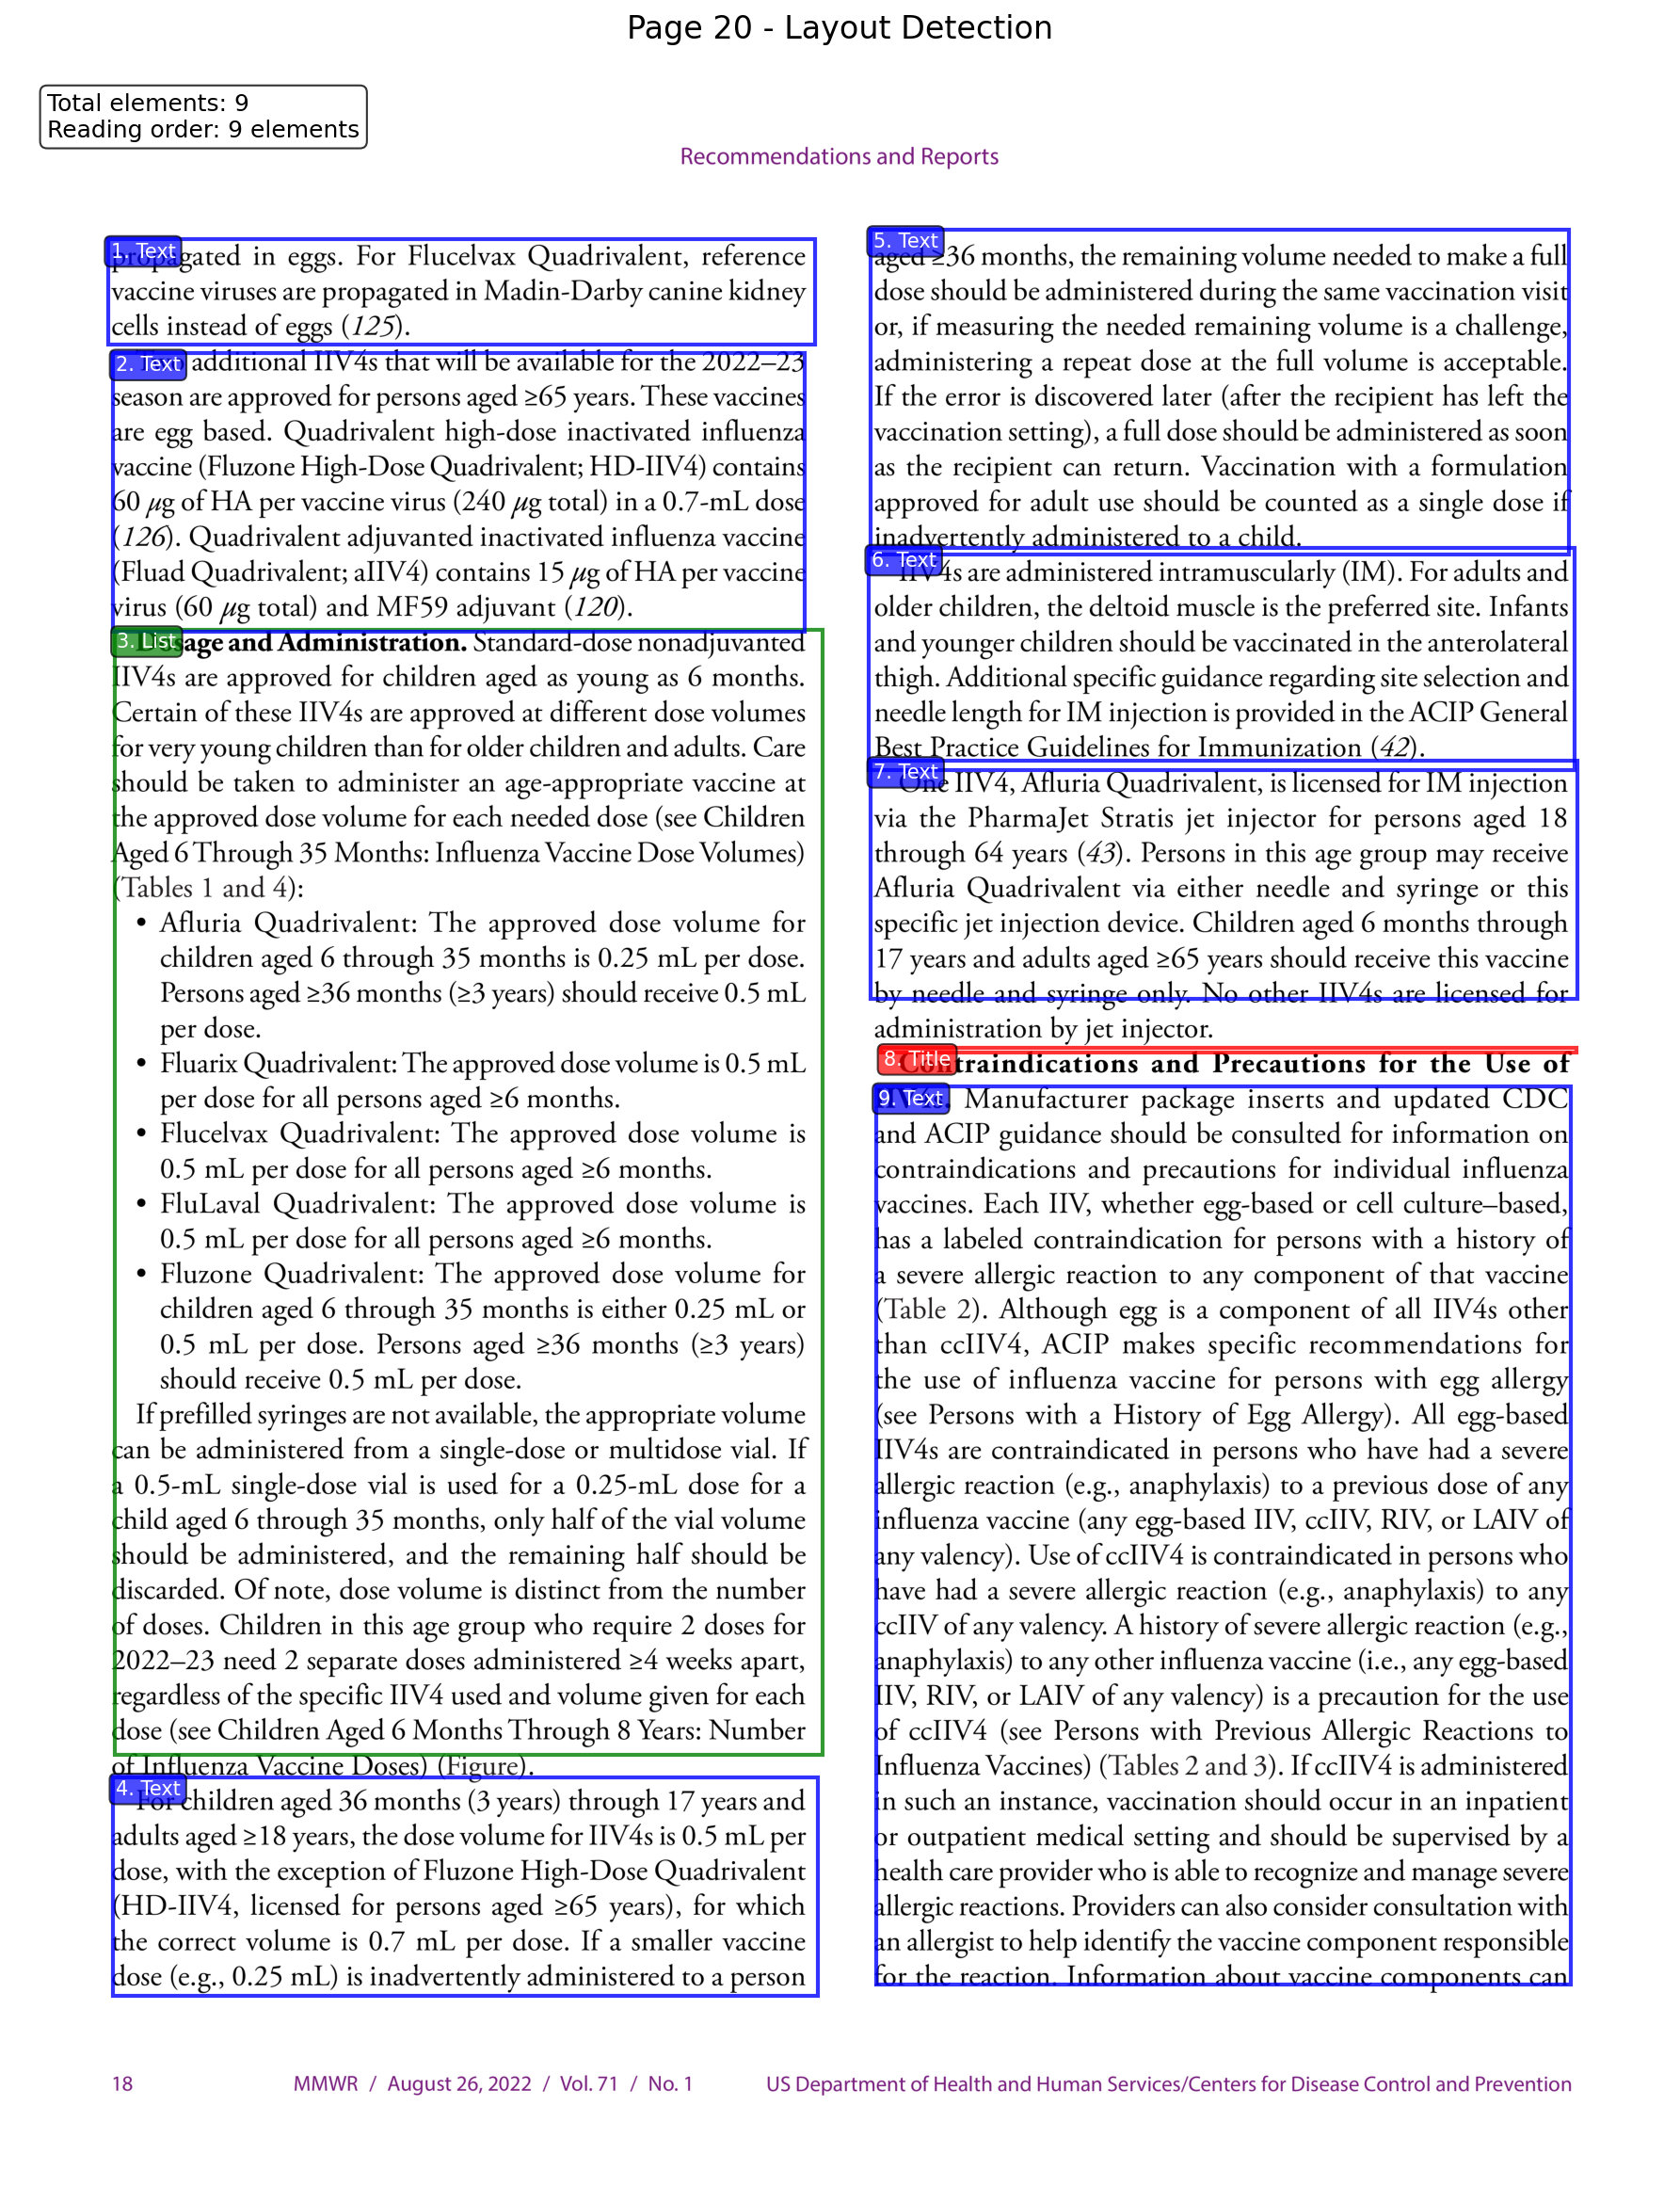 Page 20 - Layout Detection
Total elements: 9
Reading order: 9 elements
Recommendations and Reports
1. Text
propagated in eggs. For Flucelvax Quadrivalent, reference
vaccine viruses are propagated in Madin-Darby canine kidney
cells instead of eggs (125).
2. Text
additional IIV4s that will be available for the 2022–23
season are approved for persons aged ≥65 years. These vaccines
are egg based. Quadrivalent high-dose inactivated influenza
vaccine (Fluzone High-Dose Quadrivalent; HD-IIV4) contains
60 µg of HA per vaccine virus (240 µg total) in a 0.7-mL dose
(126). Quadrivalent adjuvanted inactivated influenza vaccine
(Fluad Quadrivalent; aIIV4) contains 15 µg of HA per vaccine
virus (60 µg total) and MF59 adjuvant (120).
3. List
Dosage and Administration. Standard-dose nonadjuvanted
IIV4s are approved for children aged as young as 6 months.
Certain of these IIV4s are approved at different dose volumes
for very young children than for older children and adults. Care
should be taken to administer an age-appropriate vaccine at
the approved dose volume for each needed dose (see Children
Aged 6 Through 35 Months: Influenza Vaccine Dose Volumes)
(Tables 1 and 4):
• Afluria Quadrivalent: The approved dose volume for
children aged 6 through 35 months is 0.25 mL per dose.
Persons aged ≥36 months (≥3 years) should receive 0.5 mL
per dose.
• Fluarix Quadrivalent: The approved dose volume is 0.5 mL
per dose for all persons aged ≥6 months.
• Flucelvax Quadrivalent: The approved dose volume is
0.5 mL per dose for all persons aged ≥6 months.
• FluLaval Quadrivalent: The approved dose volume is
0.5 mL per dose for all persons aged ≥6 months.
• Fluzone Quadrivalent: The approved dose volume for
children aged 6 through 35 months is either 0.25 mL or
0.5 mL per dose. Persons aged ≥36 months (≥3 years)
should receive 0.5 mL per dose.
If prefilled syringes are not available, the appropriate volume
can be administered from a single-dose or multidose vial. If
a 0.5-mL single-dose vial is used for a 0.25-mL dose for a
child aged 6 through 35 months, only half of the vial volume
should be administered, and the remaining half should be
discarded. Of note, dose volume is distinct from the number
of doses. Children in this age group who require 2 doses for
2022–23 need 2 separate doses administered ≥4 weeks apart,
regardless of the specific IIV4 used and volume given for each
dose (see Children Aged 6 Months Through 8 Years: Number
of Influenza Vaccine Doses) (Figure).
4. Text
For children aged 36 months (3 years) through 17 years and
adults aged ≥18 years, the dose volume for IIV4s is 0.5 mL per
dose, with the exception of Fluzone High-Dose Quadrivalent
(HD-IIV4, licensed for persons aged ≥65 years), for which
the correct volume is 0.7 mL per dose. If a smaller vaccine
dose (e.g., 0.25 mL) is inadvertently administered to a person
5. Text
aged ≥36 months, the remaining volume needed to make a full
dose should be administered during the same vaccination visit
or, if measuring the needed remaining volume is a challenge,
administering a repeat dose at the full volume is acceptable.
If the error is discovered later (after the recipient has left the
vaccination setting), a full dose should be administered as soon
as the recipient can return. Vaccination with a formulation
approved for adult use should be counted as a single dose if
inadvertently administered to a child.
6. Text
IIV4s are administered intramuscularly (IM). For adults and
older children, the deltoid muscle is the preferred site. Infants
and younger children should be vaccinated in the anterolateral
thigh. Additional specific guidance regarding site selection and
needle length for IM injection is provided in the ACIP General
Best Practice Guidelines for Immunization (42).
7. Text
One IIV4, Afluria Quadrivalent, is licensed for IM injection
via the PharmaJet Stratis jet injector for persons aged 18
through 64 years (43). Persons in this age group may receive
Afluria Quadrivalent via either needle and syringe or this
specific jet injection device. Children aged 6 months through
17 years and adults aged ≥65 years should receive this vaccine
by needle and syringe only. No other IIV4s are licensed for
administration by jet injector.
8. Title
Contraindications and Precautions for the Use of
9. Text
Manufacturer package inserts and updated CDC
and ACIP guidance should be consulted for information on
contraindications and precautions for individual influenza
vaccines. Each IIV, whether egg-based or cell culture–based,
has a labeled contraindication for persons with a history of
a severe allergic reaction to any component of that vaccine
(Table 2). Although egg is a component of all IIV4s other
than ccIIV4, ACIP makes specific recommendations for
the use of influenza vaccine for persons with egg allergy
(see Persons with a History of Egg Allergy). All egg-based
IIV4s are contraindicated in persons who have had a severe
allergic reaction (e.g., anaphylaxis) to a previous dose of any
influenza vaccine (any egg-based IIV, ccIIV, RIV, or LAIV of
any valency). Use of ccIIV4 is contraindicated in persons who
have had a severe allergic reaction (e.g., anaphylaxis) to any
ccIIV of any valency. A history of severe allergic reaction (e.g.,
anaphylaxis) to any other influenza vaccine (i.e., any egg-based
IIV, RIV, or LAIV of any valency) is a precaution for the use
of ccIIV4 (see Persons with Previous Allergic Reactions to
Influenza Vaccines) (Tables 2 and 3). If ccIIV4 is administered
in such an instance, vaccination should occur in an inpatient
or outpatient medical setting and should be supervised by a
health care provider who is able to recognize and manage severe
allergic reactions. Providers can also consider consultation with
an allergist to help identify the vaccine component responsible
for the reaction. Information about vaccine components can
18 MMWR / August 26, 2022 / Vol. 71 / No. 1 US Department of Health and Human Services/Centers for Disease Control and Prevention